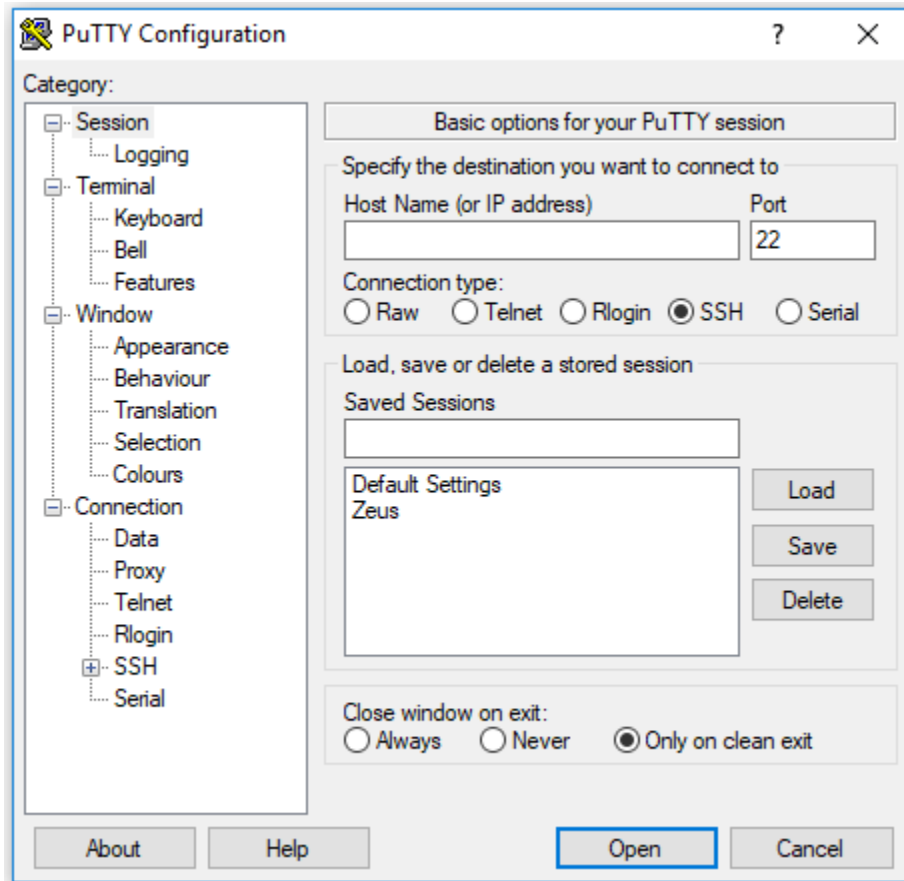 PuTTY Configuration
?
Category:
Session
Logging
Terminal
Keyboard
Bell
Features
Window
Appearance
Behaviour
Translation
Selection
Colours
Connection
Data
Proxy
Telnet
Rlogin
SSH
Serial
Basic options for your PuTTY session
Specify the destination you want to connect to
Host Name (or IP address) Port
22
Connection type:
Raw Telnet Rlogin SSH Serial
Load, save or delete a stored session
Saved Sessions
Default Settings
Zeus
Load
Save
Delete
Close window on exit:
Always Never Only on clean exit
About Help Open Cancel